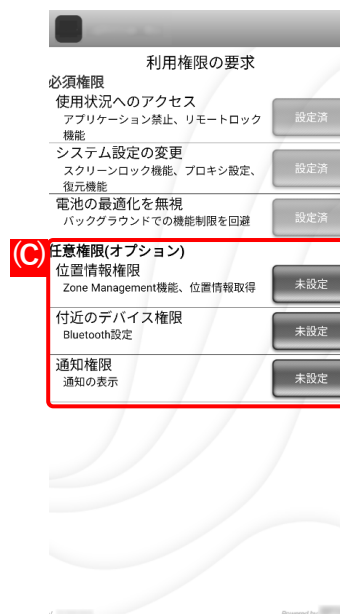 利用権限の要求
必須権限
使用状況へのアクセス
アプリケーション禁止、リモートロック
機能
設定済
システム設定の変更
スクリーンロック機能、プロキシ設定、
復元機能
設定済
電池の最適化を無視
バックグラウンドでの機能制限を回避
設定済
(C)
任意権限(オプション)
位置情報権限
Zone Management機能、位置情報取得
未設定
付近のデバイス権限
Bluetooth設定
未設定
通知権限
通知の表示
未設定